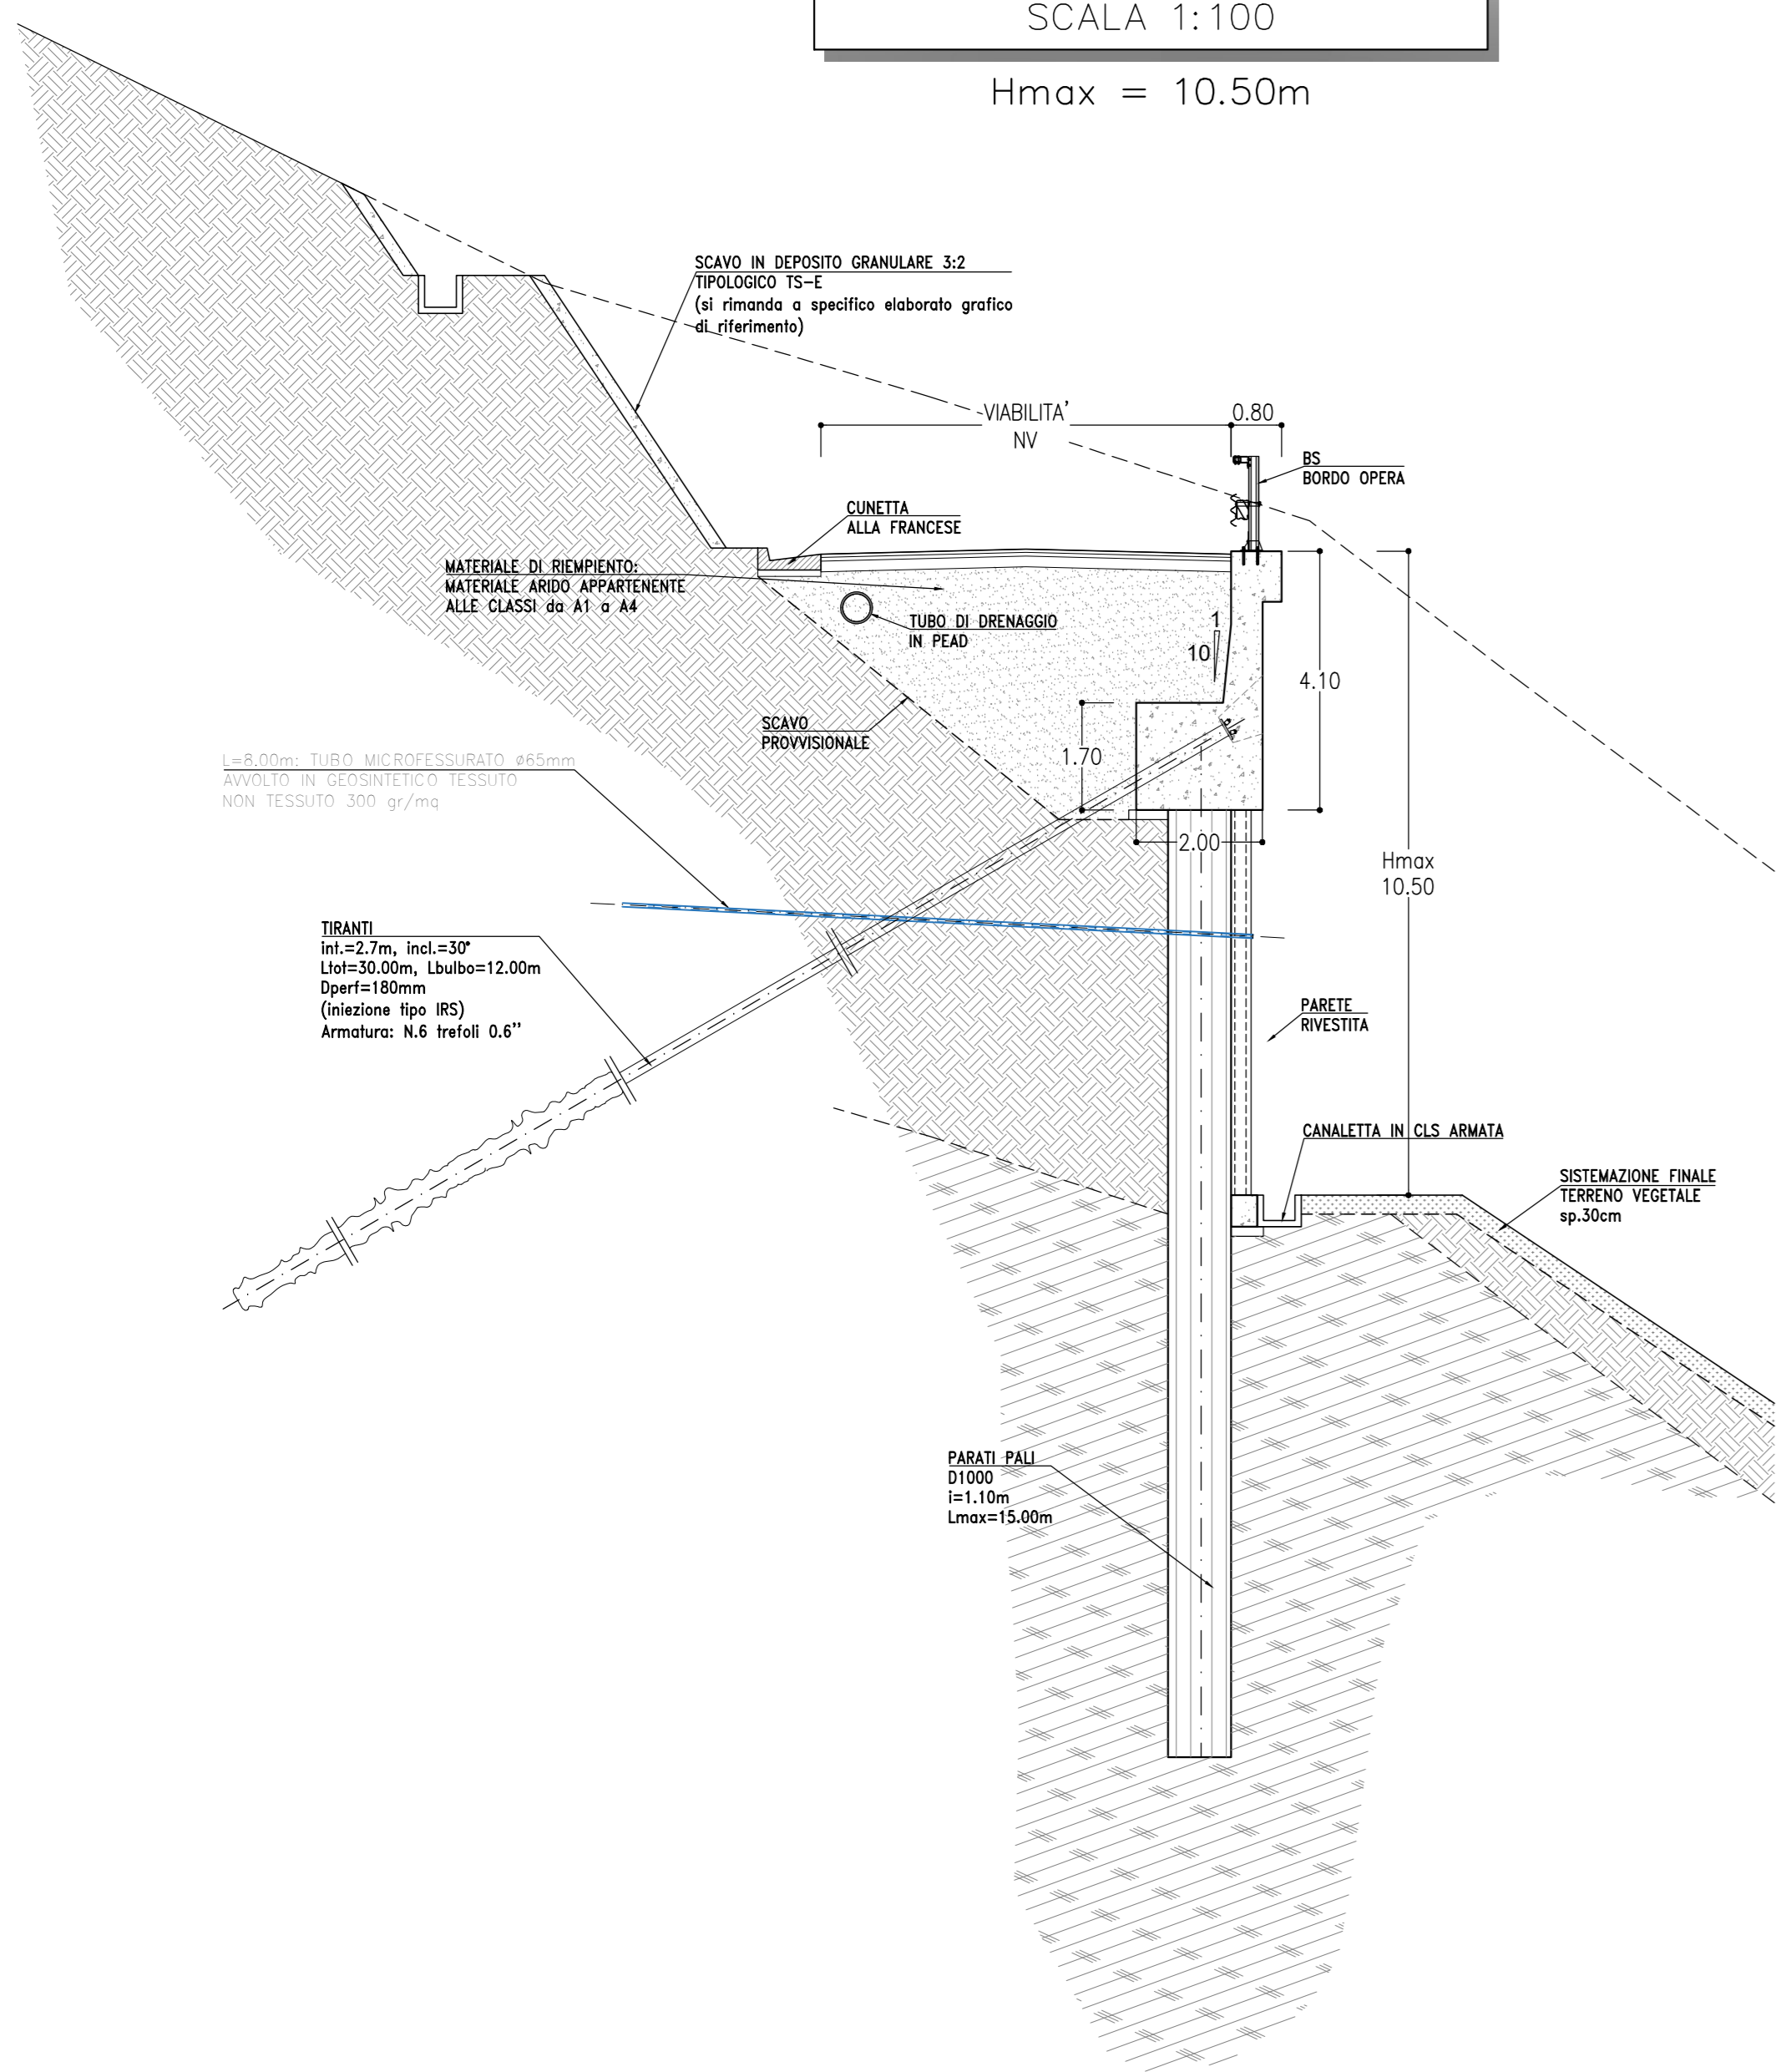 SCALA 1:100
Hmax = 10.50m
SCAVO IN DEPOSITO GRANULARE 3:2
TIPOLOGICO TS-E
(si rimanda a specifico elaborato grafico
di riferimento)
VIABILITA'
NV
0.80
BS
BORDO OPERA
CUNETTA
ALLA FRANCESE
MATERIALE DI RIEMPIENTO:
MATERIALE ARIDO APPARTENENTE
ALLE CLASSI da A1 a A4
TUBO DI DRENAGGIO
IN PEAD
1
10
4.10
SCAVO
PROVVISIONALE
1.70
L=8.00m: TUBO MICROFESSURATO Ø65mm
AVVOLTO IN GEOSINTETICO TESSUTO
NON TESSUTO 300 gr/mq
2.00
Hmax
10.50
TIRANTI
int.=2.7m, incl.=30°
Ltot=30.00m, Lbulbo=12.00m
Dperf=180mm
(iniezione tipo IRS)
Armatura: N.6 trefoli 0.6''
PARETE
RIVESTITA
CANALETTA IN CLS ARMATA
SISTEMAZIONE FINALE
TERRENO VEGETALE
sp.30cm
PARATI PALI
D1000
i=1.10m
Lmax=15.00m